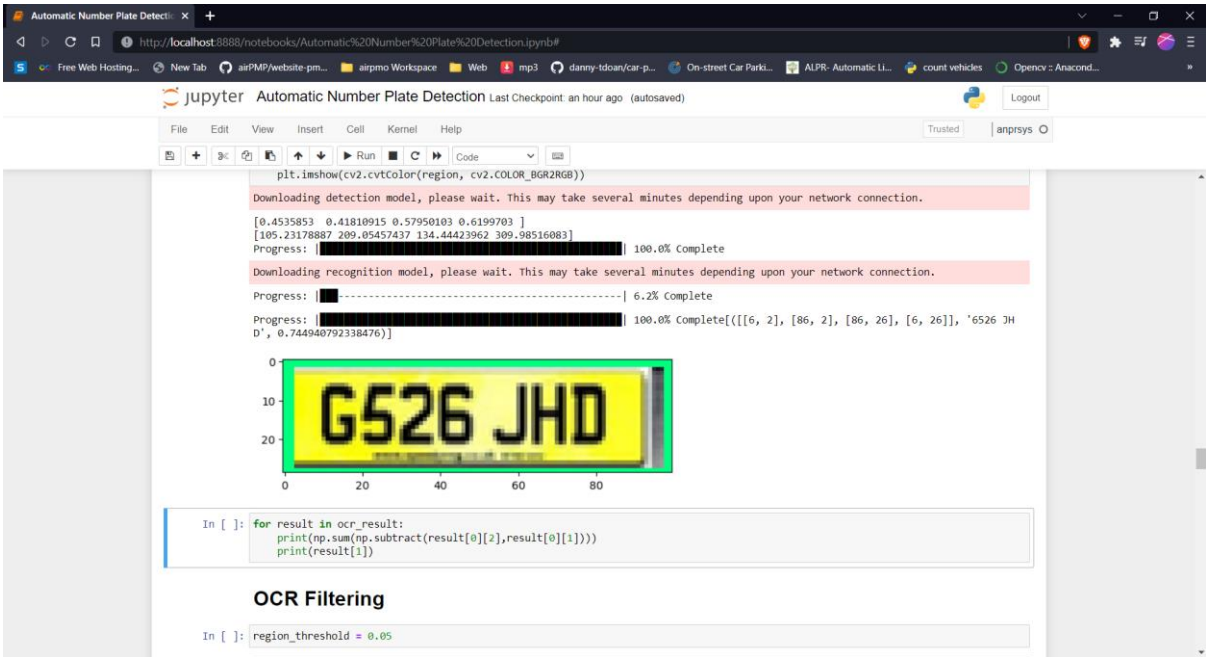 Automatic Number Plate Detectio
http://localhost:8888/notebooks/Automatic%20Number%20Plate%20Detection.ipynb#
Free Web Hosting... New Tab airPMP/website-pm... airpmo Workspace Web mp3 danny-tdoan/car-p... On-street Car Parki... ALPR- Automatic Li... count vehicles Opencv :: Anacond... »
jupyter Automatic Number Plate Detection Last Checkpoint: an hour ago (autosaved) Logout
File Edit View Insert Cell Kernel Help Trusted anprsys
Run Code
plt.imshow(cv2.cvtColor(region, cv2.COLOR_BGR2RGB))
Downloading detection model, please wait. This may take several minutes depending upon your network connection.
[0.4535853 0.41810915 0.57950103 0.6199703 ]
[105.23178887 209.05457437 134.44423962 309.98516083]
Progress: |██████████████████████████████████████████████████| 100.0% Complete
Downloading recognition model, please wait. This may take several minutes depending upon your network connection.
Progress: |███-----------------------------------------------| 6.2% Complete
Progress: |██████████████████████████████████████████████████| 100.0% Complete[([[6, 2], [86, 2], [86, 26], [6, 26]], '6526 JH
D', 0.744940792338476)]
0
10
20
G526 JHD
0 20 40 60 80
In [ ]: for result in ocr_result:
print(np.sum(np.subtract(result[0][2],result[0][1])))
print(result[1])
OCR Filtering
In [ ]: region_threshold = 0.05